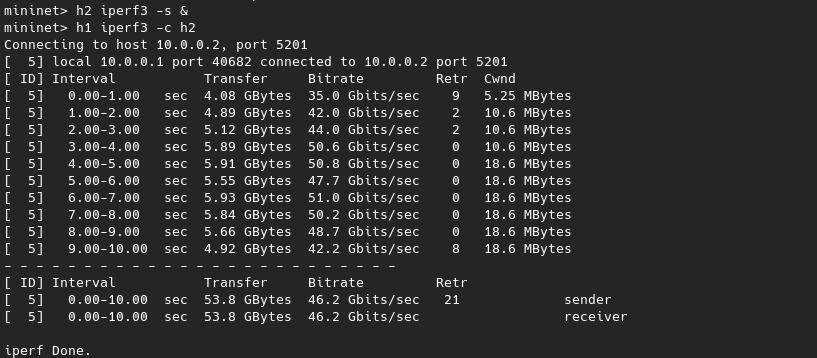 mininet> h2 iperf3 -s &
mininet> h1 iperf3 -c h2
Connecting to host 10.0.0.2, port 5201
[  5] local 10.0.0.1 port 40682 connected to 10.0.0.2 port 5201
[ ID] Interval           Transfer     Bitrate         Retr  Cwnd
[  5]   0.00-1.00   sec  4.08 GBytes  35.0 Gbits/sec    9   5.25 MBytes
[  5]   1.00-2.00   sec  4.89 GBytes  42.0 Gbits/sec    2   10.6 MBytes
[  5]   2.00-3.00   sec  5.12 GBytes  44.0 Gbits/sec    2   10.6 MBytes
[  5]   3.00-4.00   sec  5.89 GBytes  50.6 Gbits/sec    0   10.6 MBytes
[  5]   4.00-5.00   sec  5.91 GBytes  50.8 Gbits/sec    0   18.6 MBytes
[  5]   5.00-6.00   sec  5.55 GBytes  47.7 Gbits/sec    0   18.6 MBytes
[  5]   6.00-7.00   sec  5.93 GBytes  51.0 Gbits/sec    0   18.6 MBytes
[  5]   7.00-8.00   sec  5.84 GBytes  50.2 Gbits/sec    0   18.6 MBytes
[  5]   8.00-9.00   sec  5.66 GBytes  48.7 Gbits/sec    0   18.6 MBytes
[  5]   9.00-10.00  sec  4.92 GBytes  42.2 Gbits/sec    8   18.6 MBytes
- - - - - - - - - - - - - - - - - - - - - - - - -
[ ID] Interval           Transfer     Bitrate         Retr
[  5]   0.00-10.00  sec  53.8 GBytes  46.2 Gbits/sec   21             sender
[  5]   0.00-10.00  sec  53.8 GBytes  46.2 Gbits/sec                  receiver
iperf Done.